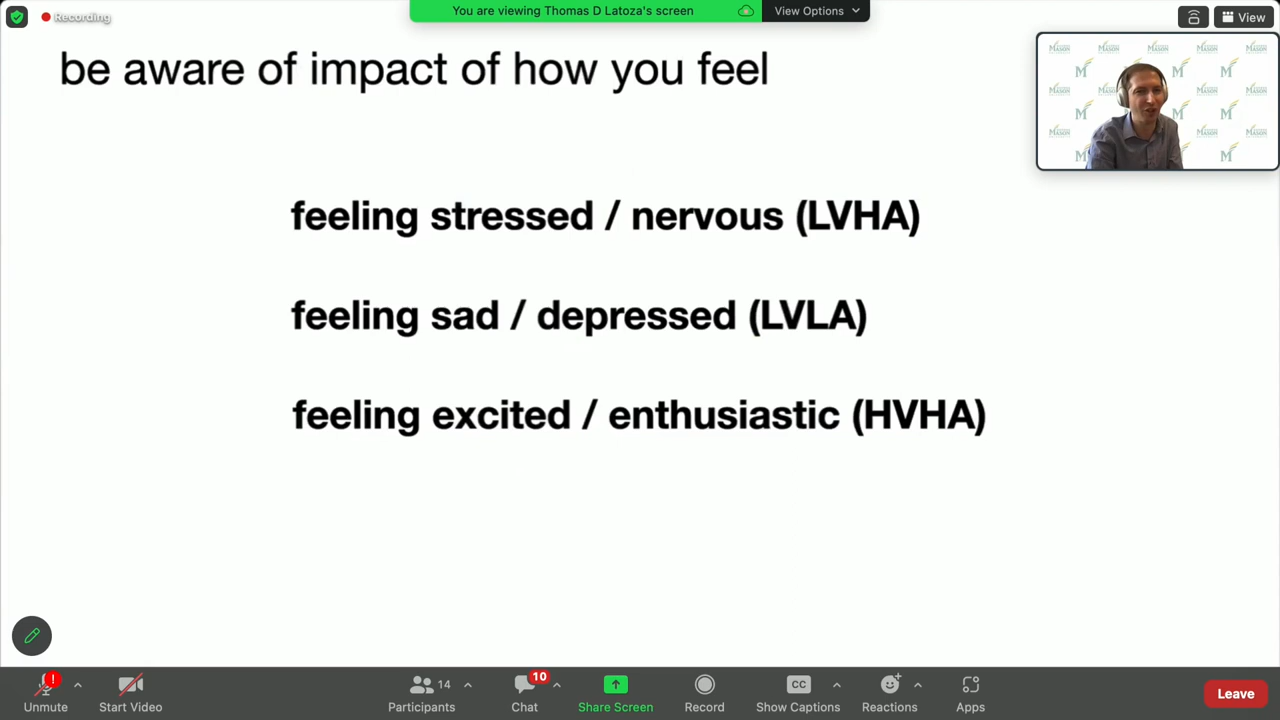 Recording
You are viewing Thomas D Latoza's screen
View Options
View
be aware of impact of how you feel
feeling stressed / nervous (LVHA)
feeling sad / depressed (LVLA)
feeling excited / enthusiastic (HVHA)
Unmute
Start Video
14
Participants
10
Chat
Share Screen
Record
CC
Show Captions
Reactions
Apps
Leave